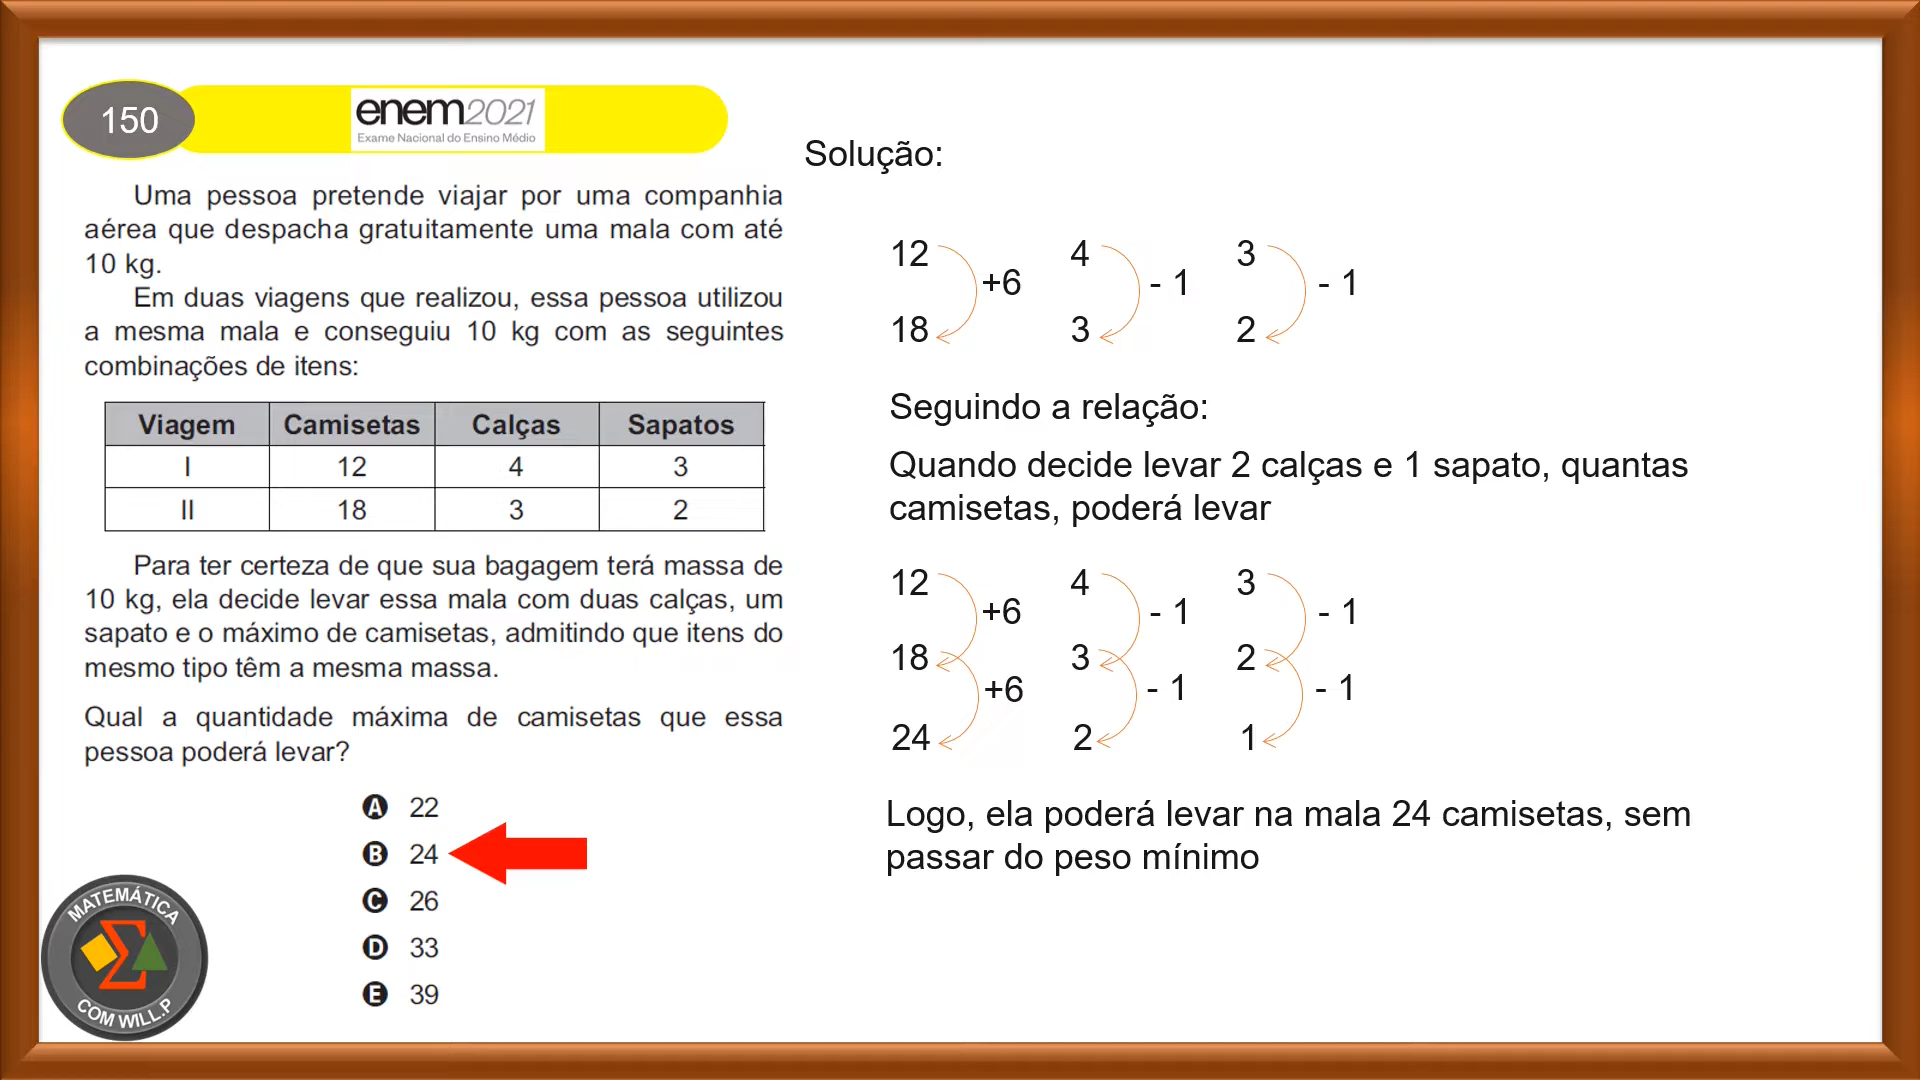 150
enem2021
Exame Nacional do Ensino Médio
Uma pessoa pretende viajar por uma companhia
aérea que despacha gratuitamente uma mala com até
10 kg.
Em duas viagens que realizou, essa pessoa utilizou
a mesma mala e conseguiu 10 kg com as seguintes
combinações de itens:
Viagem Camisetas Calças Sapatos
I 12 4 3
II 18 3 2
Para ter certeza de que sua bagagem terá massa de
10 kg, ela decide levar essa mala com duas calças, um
sapato e o máximo de camisetas, admitindo que itens do
mesmo tipo têm a mesma massa.
Qual a quantidade máxima de camisetas que essa
pessoa poderá levar?
A 22
B 24
C 26
D 33
E 39
MATEMÁTICA
COM WILL.P
Solução:
12 4 3
+6 - 1 - 1
18 3 2
Seguindo a relação:
Quando decide levar 2 calças e 1 sapato, quantas
camisetas, poderá levar
12 4 3
+6 - 1 - 1
18 3 2
+6 - 1 - 1
24 2 1
Logo, ela poderá levar na mala 24 camisetas, sem
passar do peso mínimo